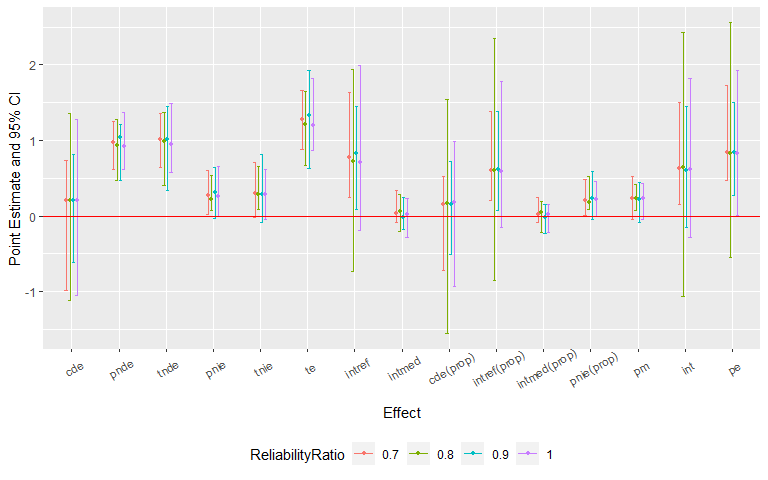 Point Estimate and 95% CI
2
1
0
-1
cde pnde tnde pnie tnie te intref intmed cde(prop) intref(prop) intmed(prop) pnie(prop) pm int pe
Effect
ReliabilityRatio 0.7 0.8 0.9 1